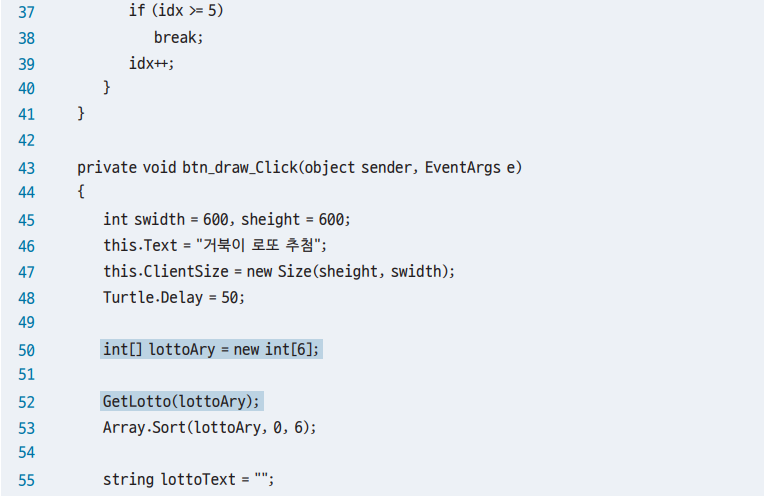 37 if (idx >= 5)
38 break;
39 idx++;
40 }
41 }
42
43 private void btn_draw_Click(object sender, EventArgs e)
44 {
45 int swidth = 600, sheight = 600;
46 this.Text = "거북이 로또 추첨";
47 this.ClientSize = new Size(sheight, swidth);
48 Turtle.Delay = 50;
49
50 int[] lottoAry = new int[6];
51
52 GetLotto(lottoAry);
53 Array.Sort(lottoAry, 0, 6);
54
55 string lottoText = "";